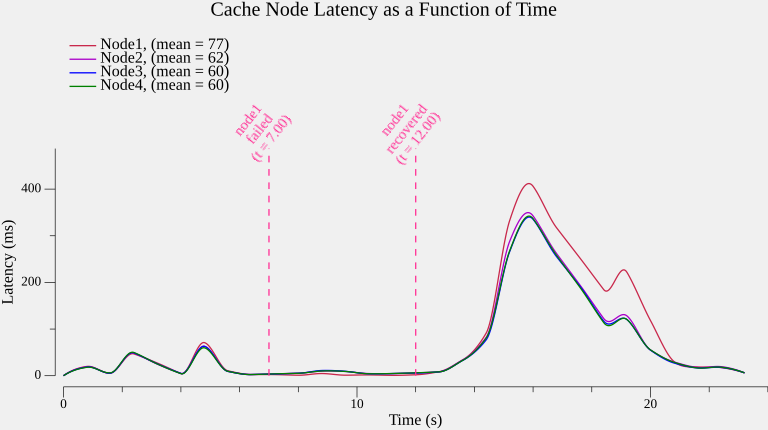 Cache Node Latency as a Function of Time
Node1, (mean = 77)
Node2, (mean = 62)
Node3, (mean = 60)
Node4, (mean = 60)
node1
failed
(t = 7.00)
node1
recovered
(t = 12.00)
400
200
0
Latency (ms)
0
10
20
Time (s)